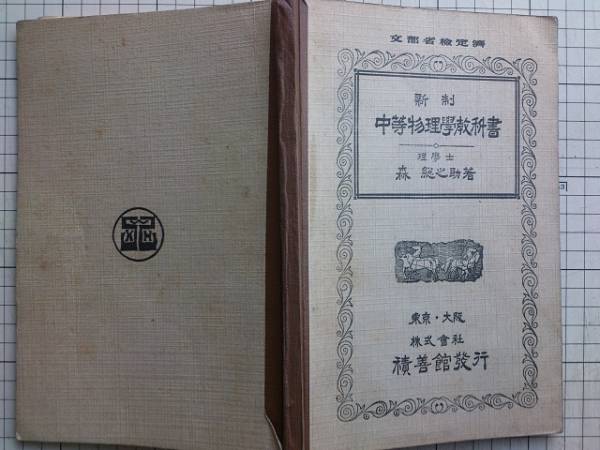 文部省檢定濟
新制
中等物理學教科書
理學士
森 総之助著
東京・大阪
株式會社
積善館發行